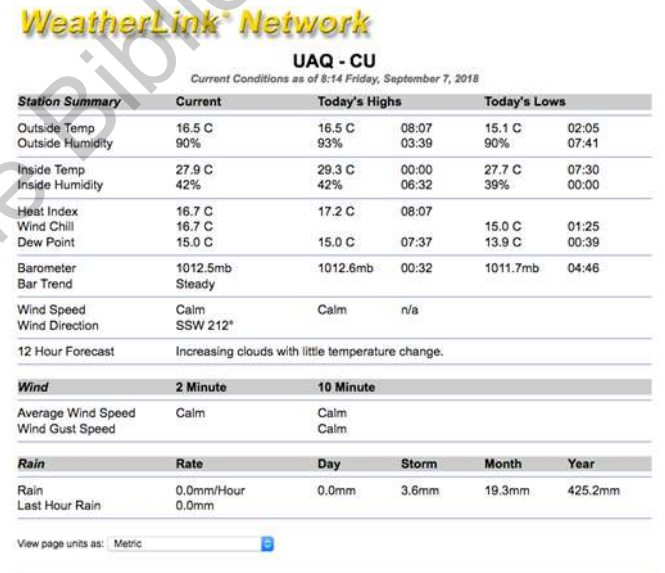 WeatherLink Network
UAQ - CU
Current Conditions as of 8:14 Friday, September 7, 2018
Station Summary Current Today's Highs Today's Lows
Outside Temp 16.5 C 16.5 C 08:07 15.1 C 02:05
Outside Humidity 90% 93% 03:39 90% 07:41
Inside Temp 27.9 C 29.3 C 00:00 27.7 C 07:30
Inside Humidity 42% 42% 06:32 39% 00:00
Heat Index 16.7 C 17.2 C 08:07
Wind Chill 16.7 C 15.0 C 01:25
Dew Point 15.0 C 15.0 C 07:37 13.9 C 00:39
Barometer 1012.5mb 1012.6mb 00:32 1011.7mb 04:46
Bar Trend Steady
Wind Speed Calm Calm n/a
Wind Direction SSW 212°
12 Hour Forecast Increasing clouds with little temperature change.
Wind 2 Minute 10 Minute
Average Wind Speed Calm Calm
Wind Gust Speed Calm
Rain Rate Day Storm Month Year
Rain 0.0mm/Hour 0.0mm 3.6mm 19.3mm 425.2mm
Last Hour Rain 0.0mm
View page units as: Metric